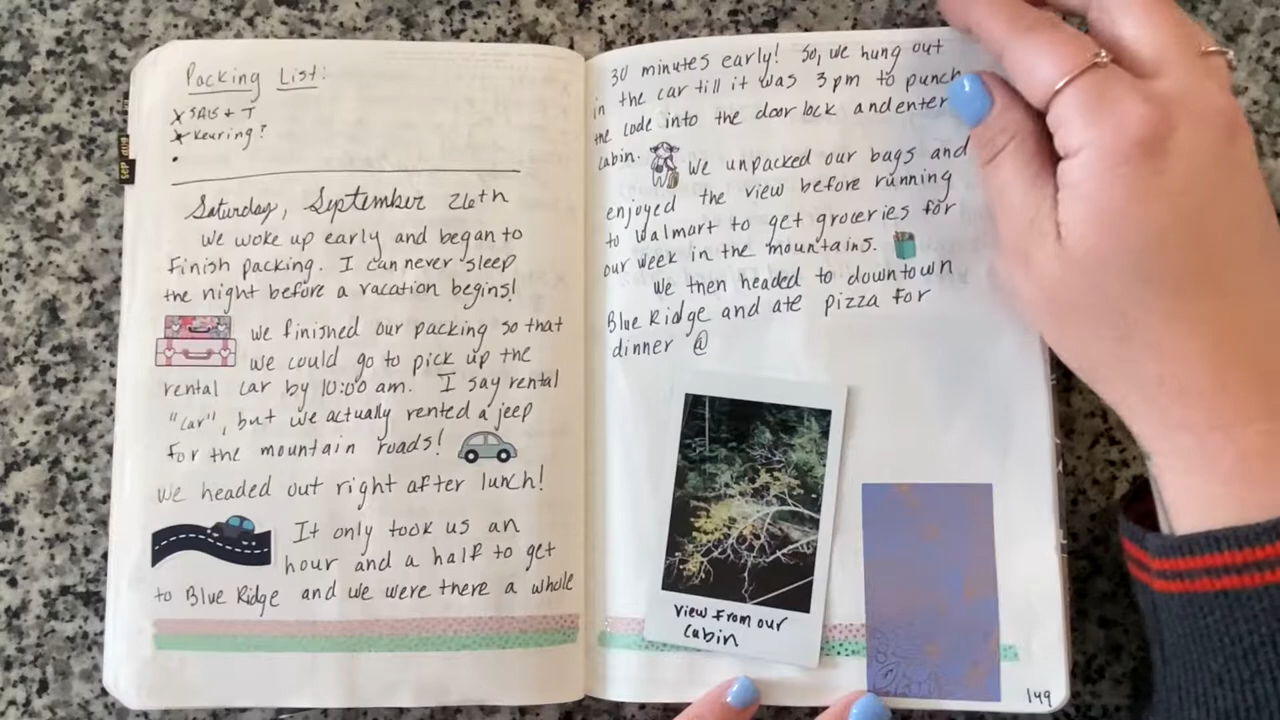 Packing List:
x SAIS + T
x Keuring?
•
Saturday, September 26th
We woke up early and began to
finish packing. I can never sleep
the night before a vacation begins!
We finished our packing so that
we could go to pick up the
rental car by 10:00 am. I say rental
"car", but we actually rented a jeep
for the mountain roads!
We headed out right after lunch!
It only took us an
hour and a half to get
to Blue Ridge and we were there a whole
30 minutes early! So, we hung out
in the car till it was 3pm to punch
the code into the door lock and enter
cabin.
We unpacked our bags and
enjoyed the view before running
to Walmart to get groceries for
our week in the mountains.
We then headed to downtown
Blue Ridge and ate pizza for
dinner @
View from our
cabin
149